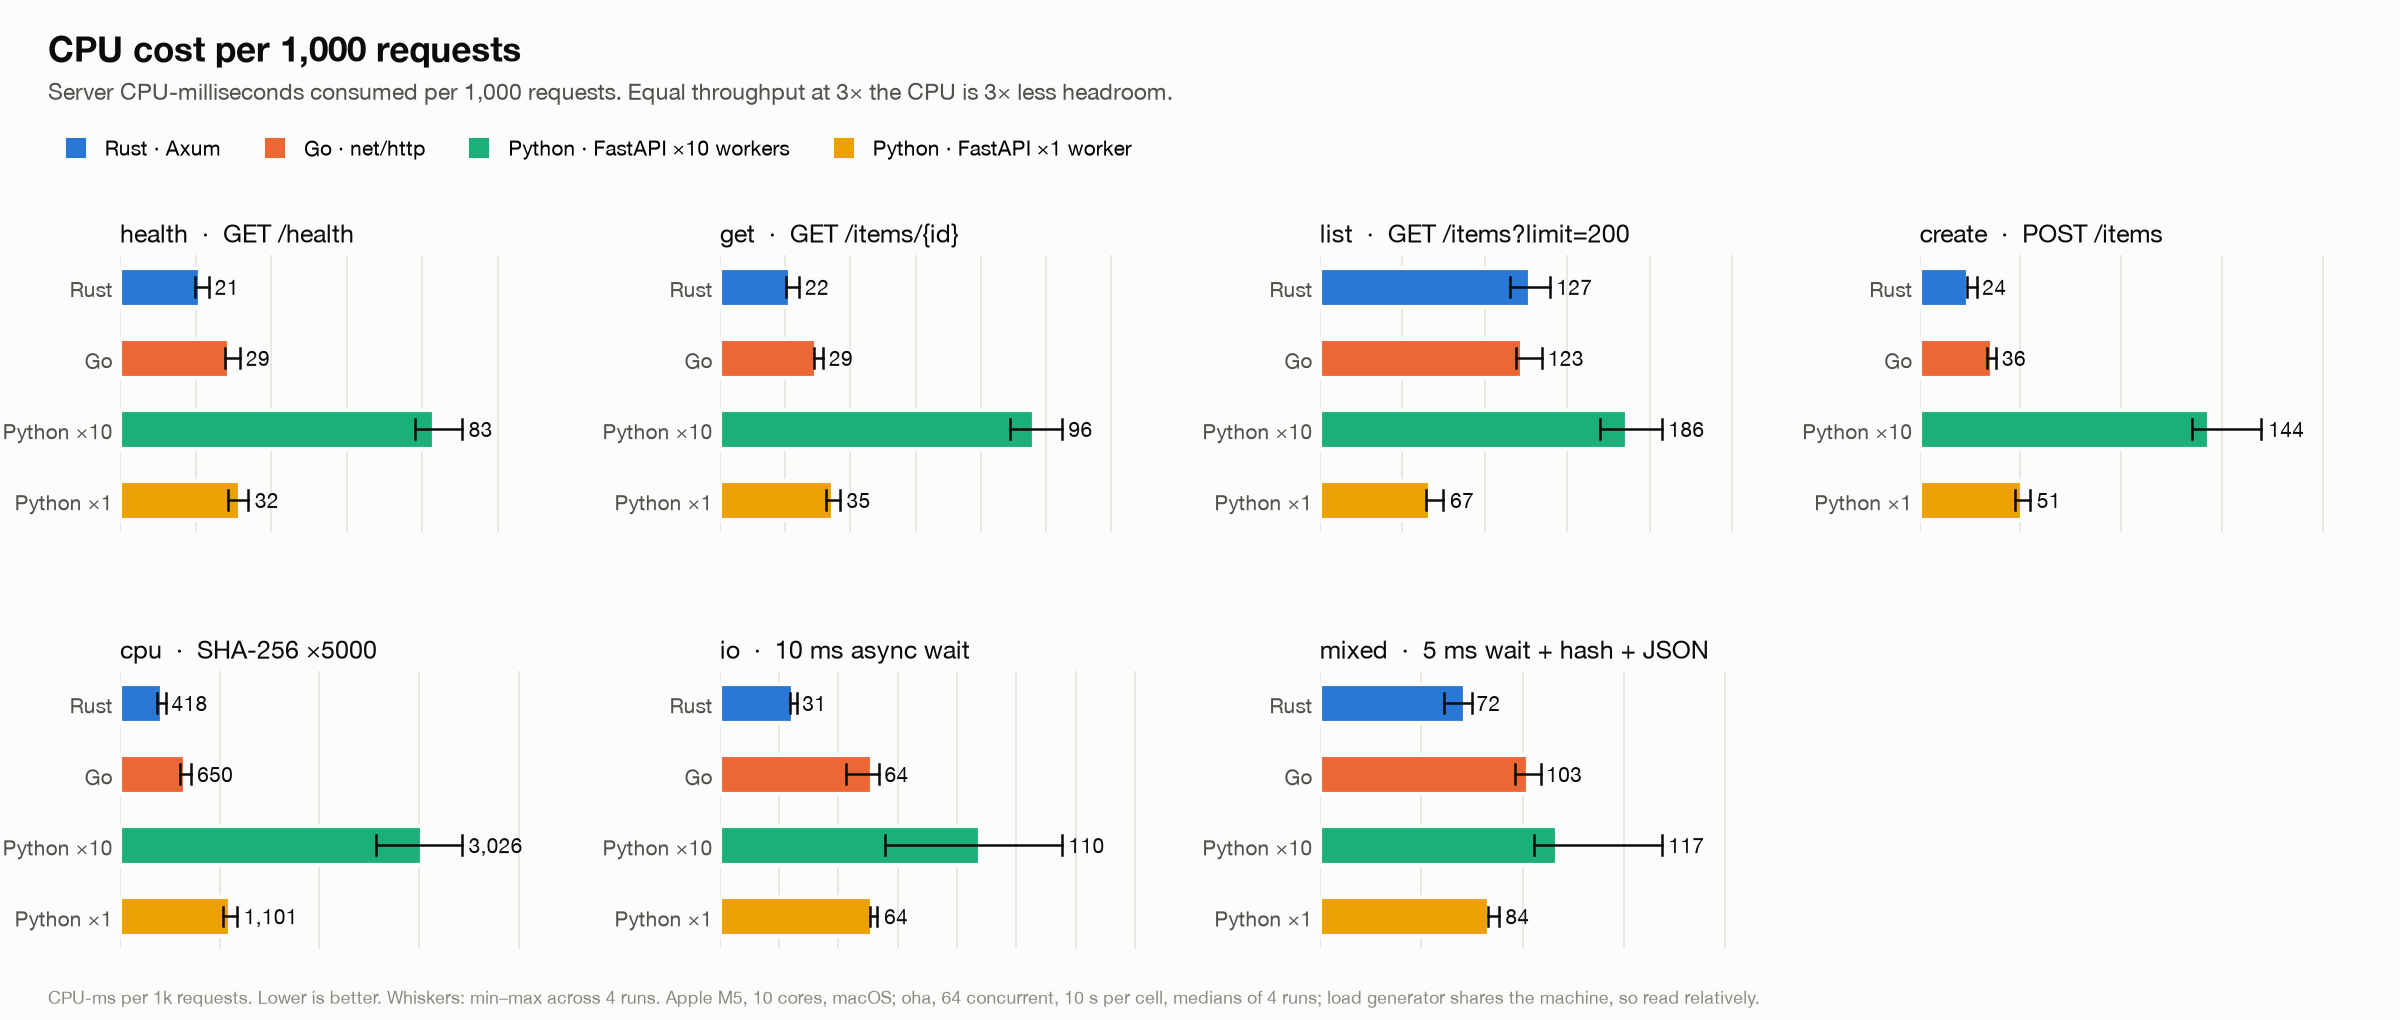 CPU cost per 1,000 requests
Server CPU-milliseconds consumed per 1,000 requests. Equal throughput at 3× the CPU is 3× less headroom.
Rust · Axum
Go · net/http
Python · FastAPI ×10 workers
Python · FastAPI ×1 worker
health · GET /health
Rust 21
Go 29
Python ×10 83
Python ×1 32
get · GET /items/{id}
Rust 22
Go 29
Python ×10 96
Python ×1 35
list · GET /items?limit=200
Rust 127
Go 123
Python ×10 186
Python ×1 67
create · POST /items
Rust 24
Go 36
Python ×10 144
Python ×1 51
cpu · SHA-256 ×5000
Rust 418
Go 650
Python ×10 3,026
Python ×1 1,101
io · 10 ms async wait
Rust 31
Go 64
Python ×10 110
Python ×1 64
mixed · 5 ms wait + hash + JSON
Rust 72
Go 103
Python ×10 117
Python ×1 84
CPU-ms per 1k requests. Lower is better. Whiskers: min–max across 4 runs. Apple M5, 10 cores, macOS; oha, 64 concurrent, 10 s per cell, medians of 4 runs; load generator shares the machine, so read relatively.